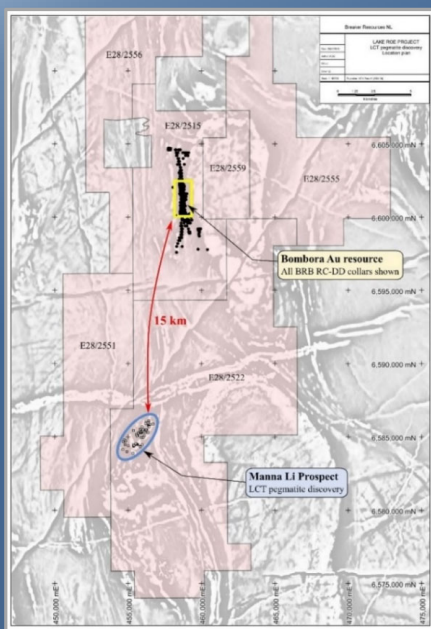 Breaker Resources NL
LAKE ROE PROJECT
LCT pegmatite discovery
Location plan
E28/2556
E28/2515
E28/2559
E28/2555
6,605,000 mN
6,600,000 mN
Bombora Au resource
All BRB RC-DD collars shown
6,595,000 mN
15 km
E28/2551
E28/2522
6,590,000 mN
6,585,000 mN
Manna Li Prospect
LCT pegmatite discovery
6,580,000 mN
6,575,000 mN
450,000 mE
455,000 mE
460,000 mE
465,000 mE
470,000 mE
475,000 mE